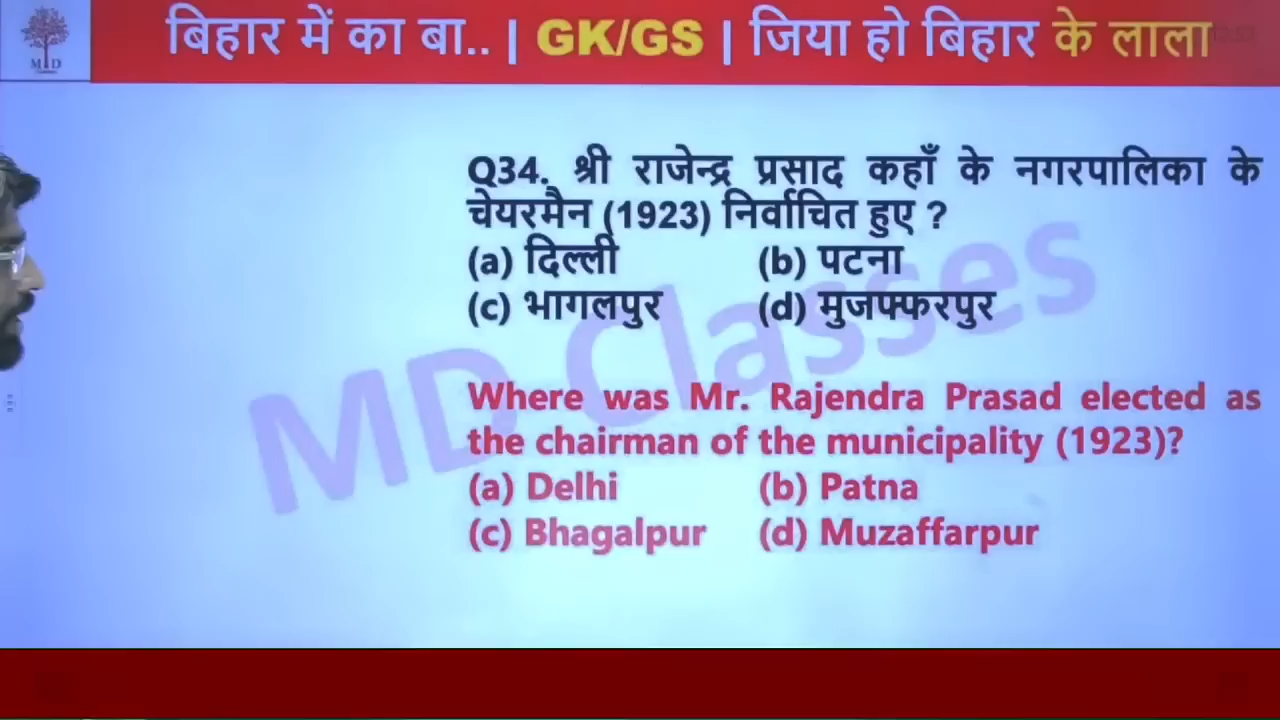 बिहार में का बा.. | GK/GS | जिया हो बिहार के लाला
Q34. श्री राजेन्द्र प्रसाद कहाँ के नगरपालिका के
चेयरमैन (1923) निर्वाचित हुए ?
(a) दिल्ली (b) पटना
(c) भागलपुर (d) मुजफ्फरपुर
Where was Mr. Rajendra Prasad elected as
the chairman of the municipality (1923)?
(a) Delhi (b) Patna
(c) Bhagalpur (d) Muzaffarpur
MD Classes